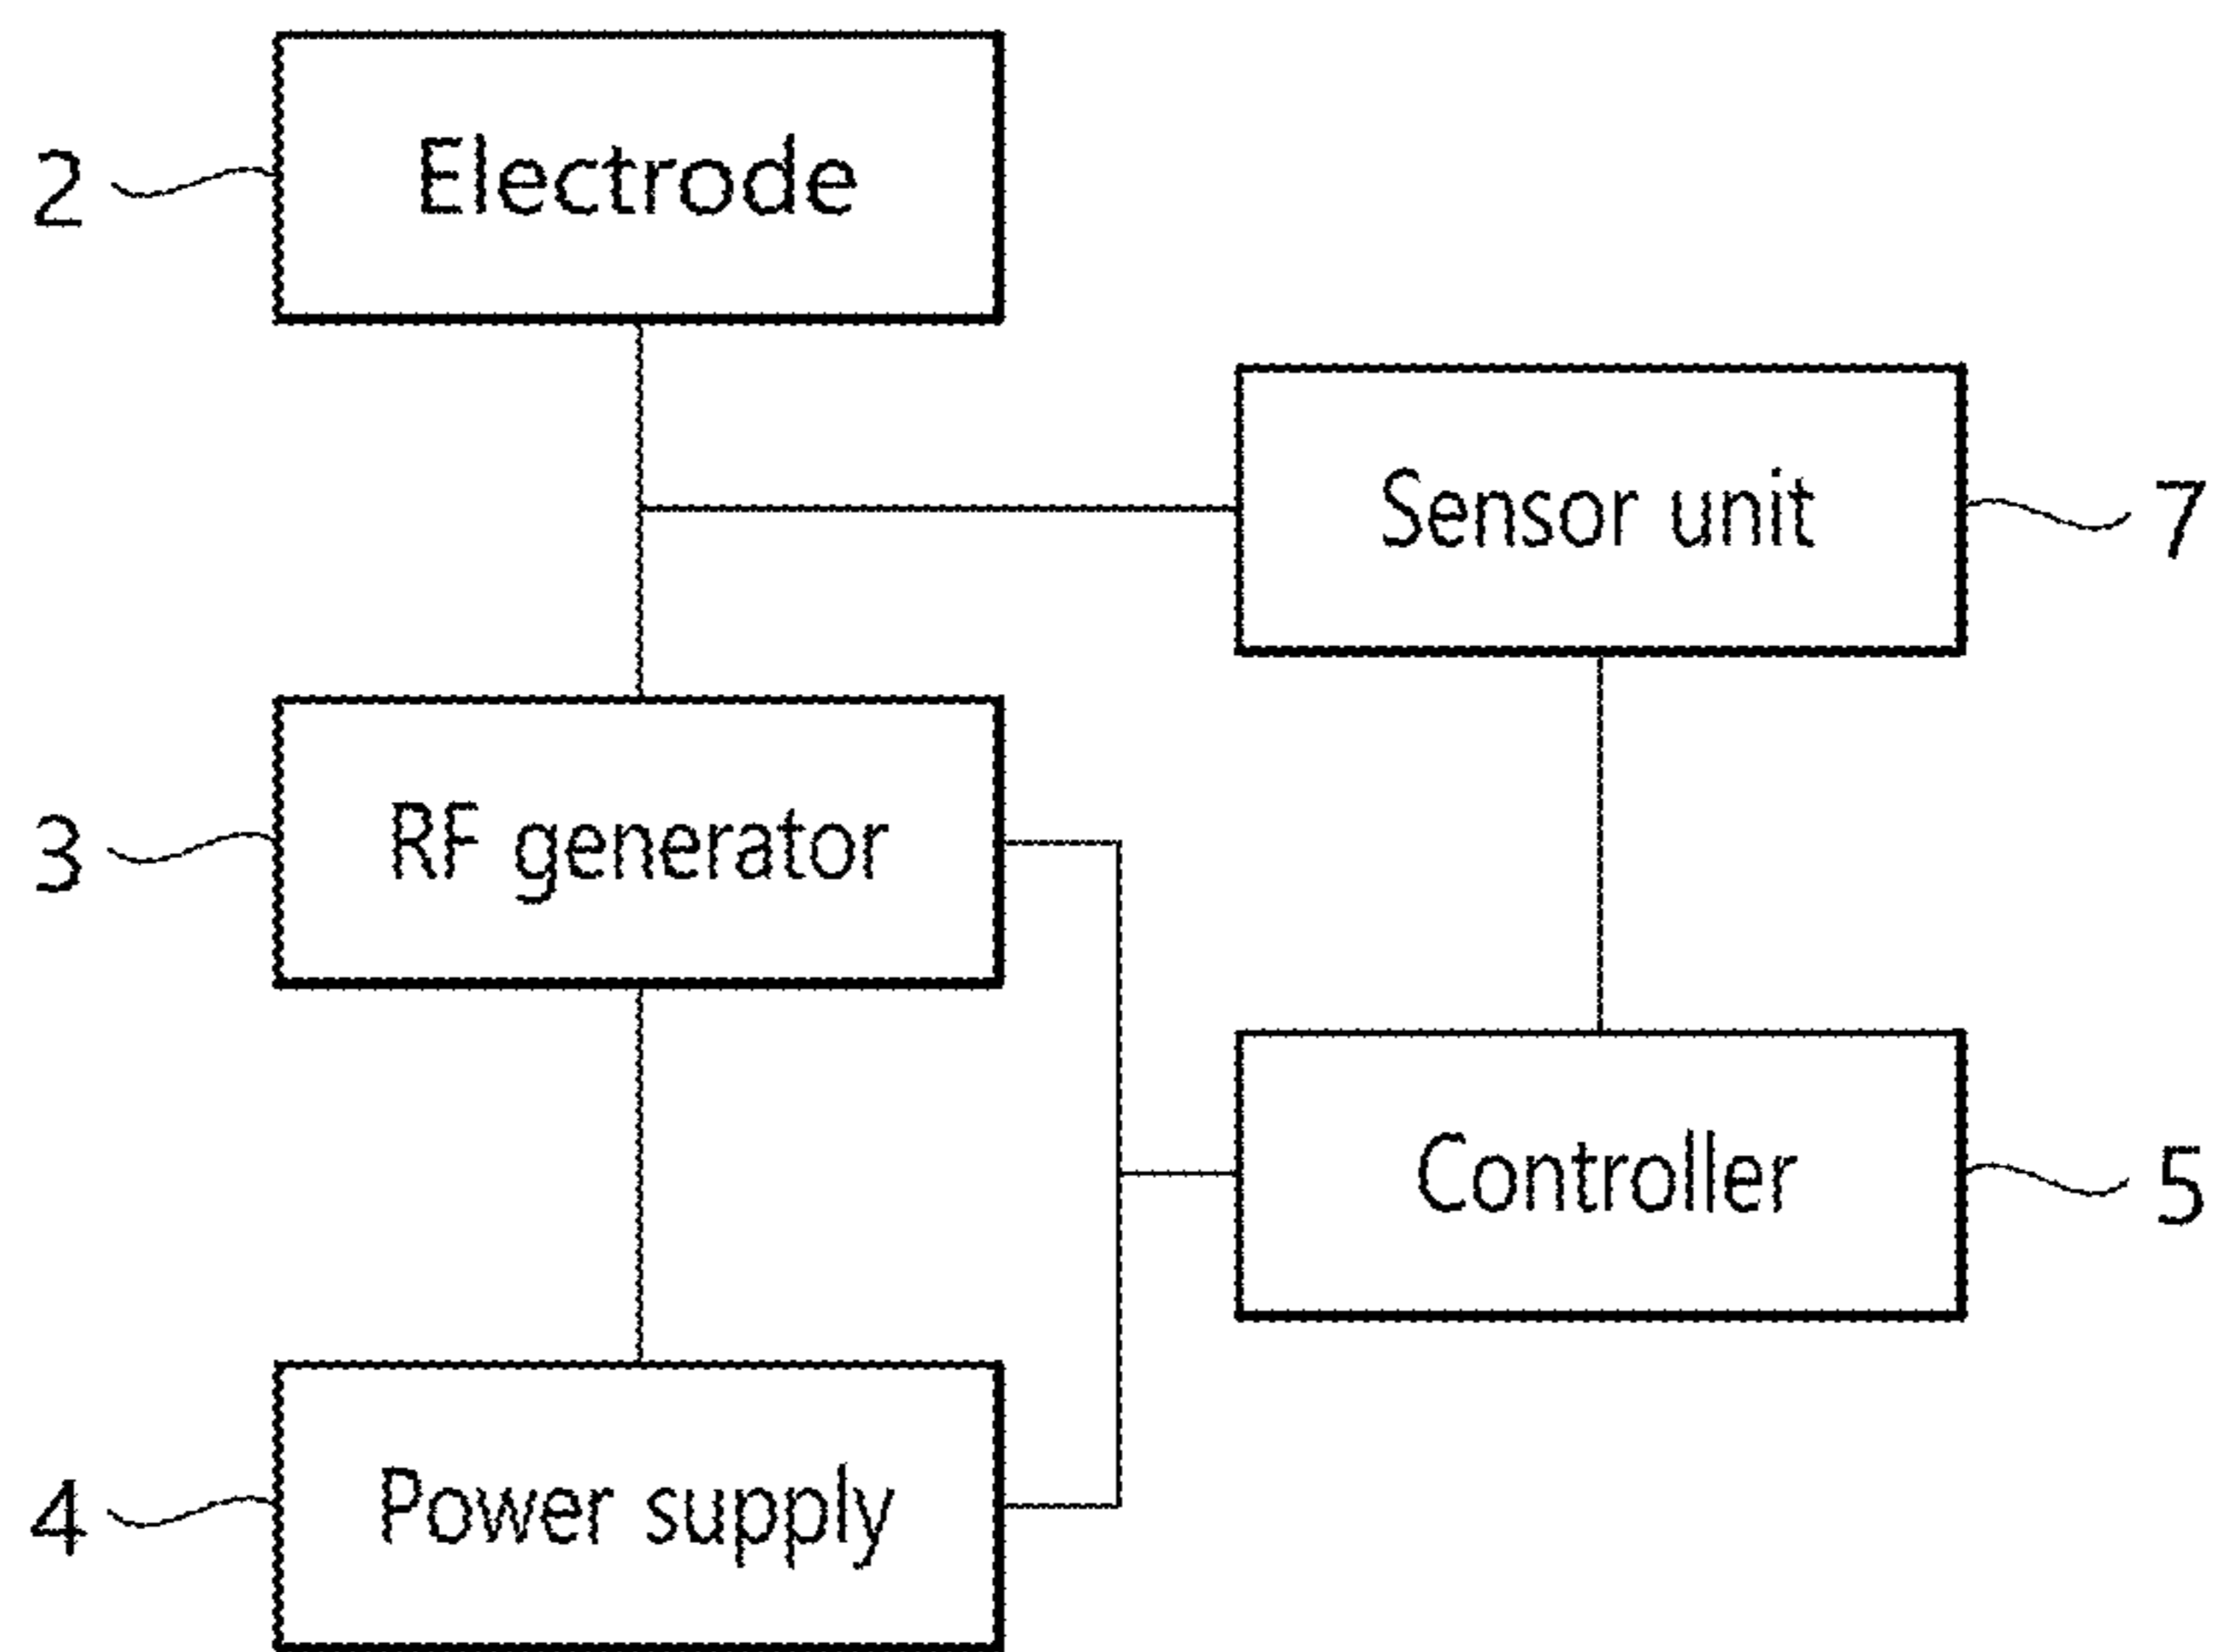 2 Electrode
Sensor unit 7
3 RF generator
Controller 5
4 Power supply